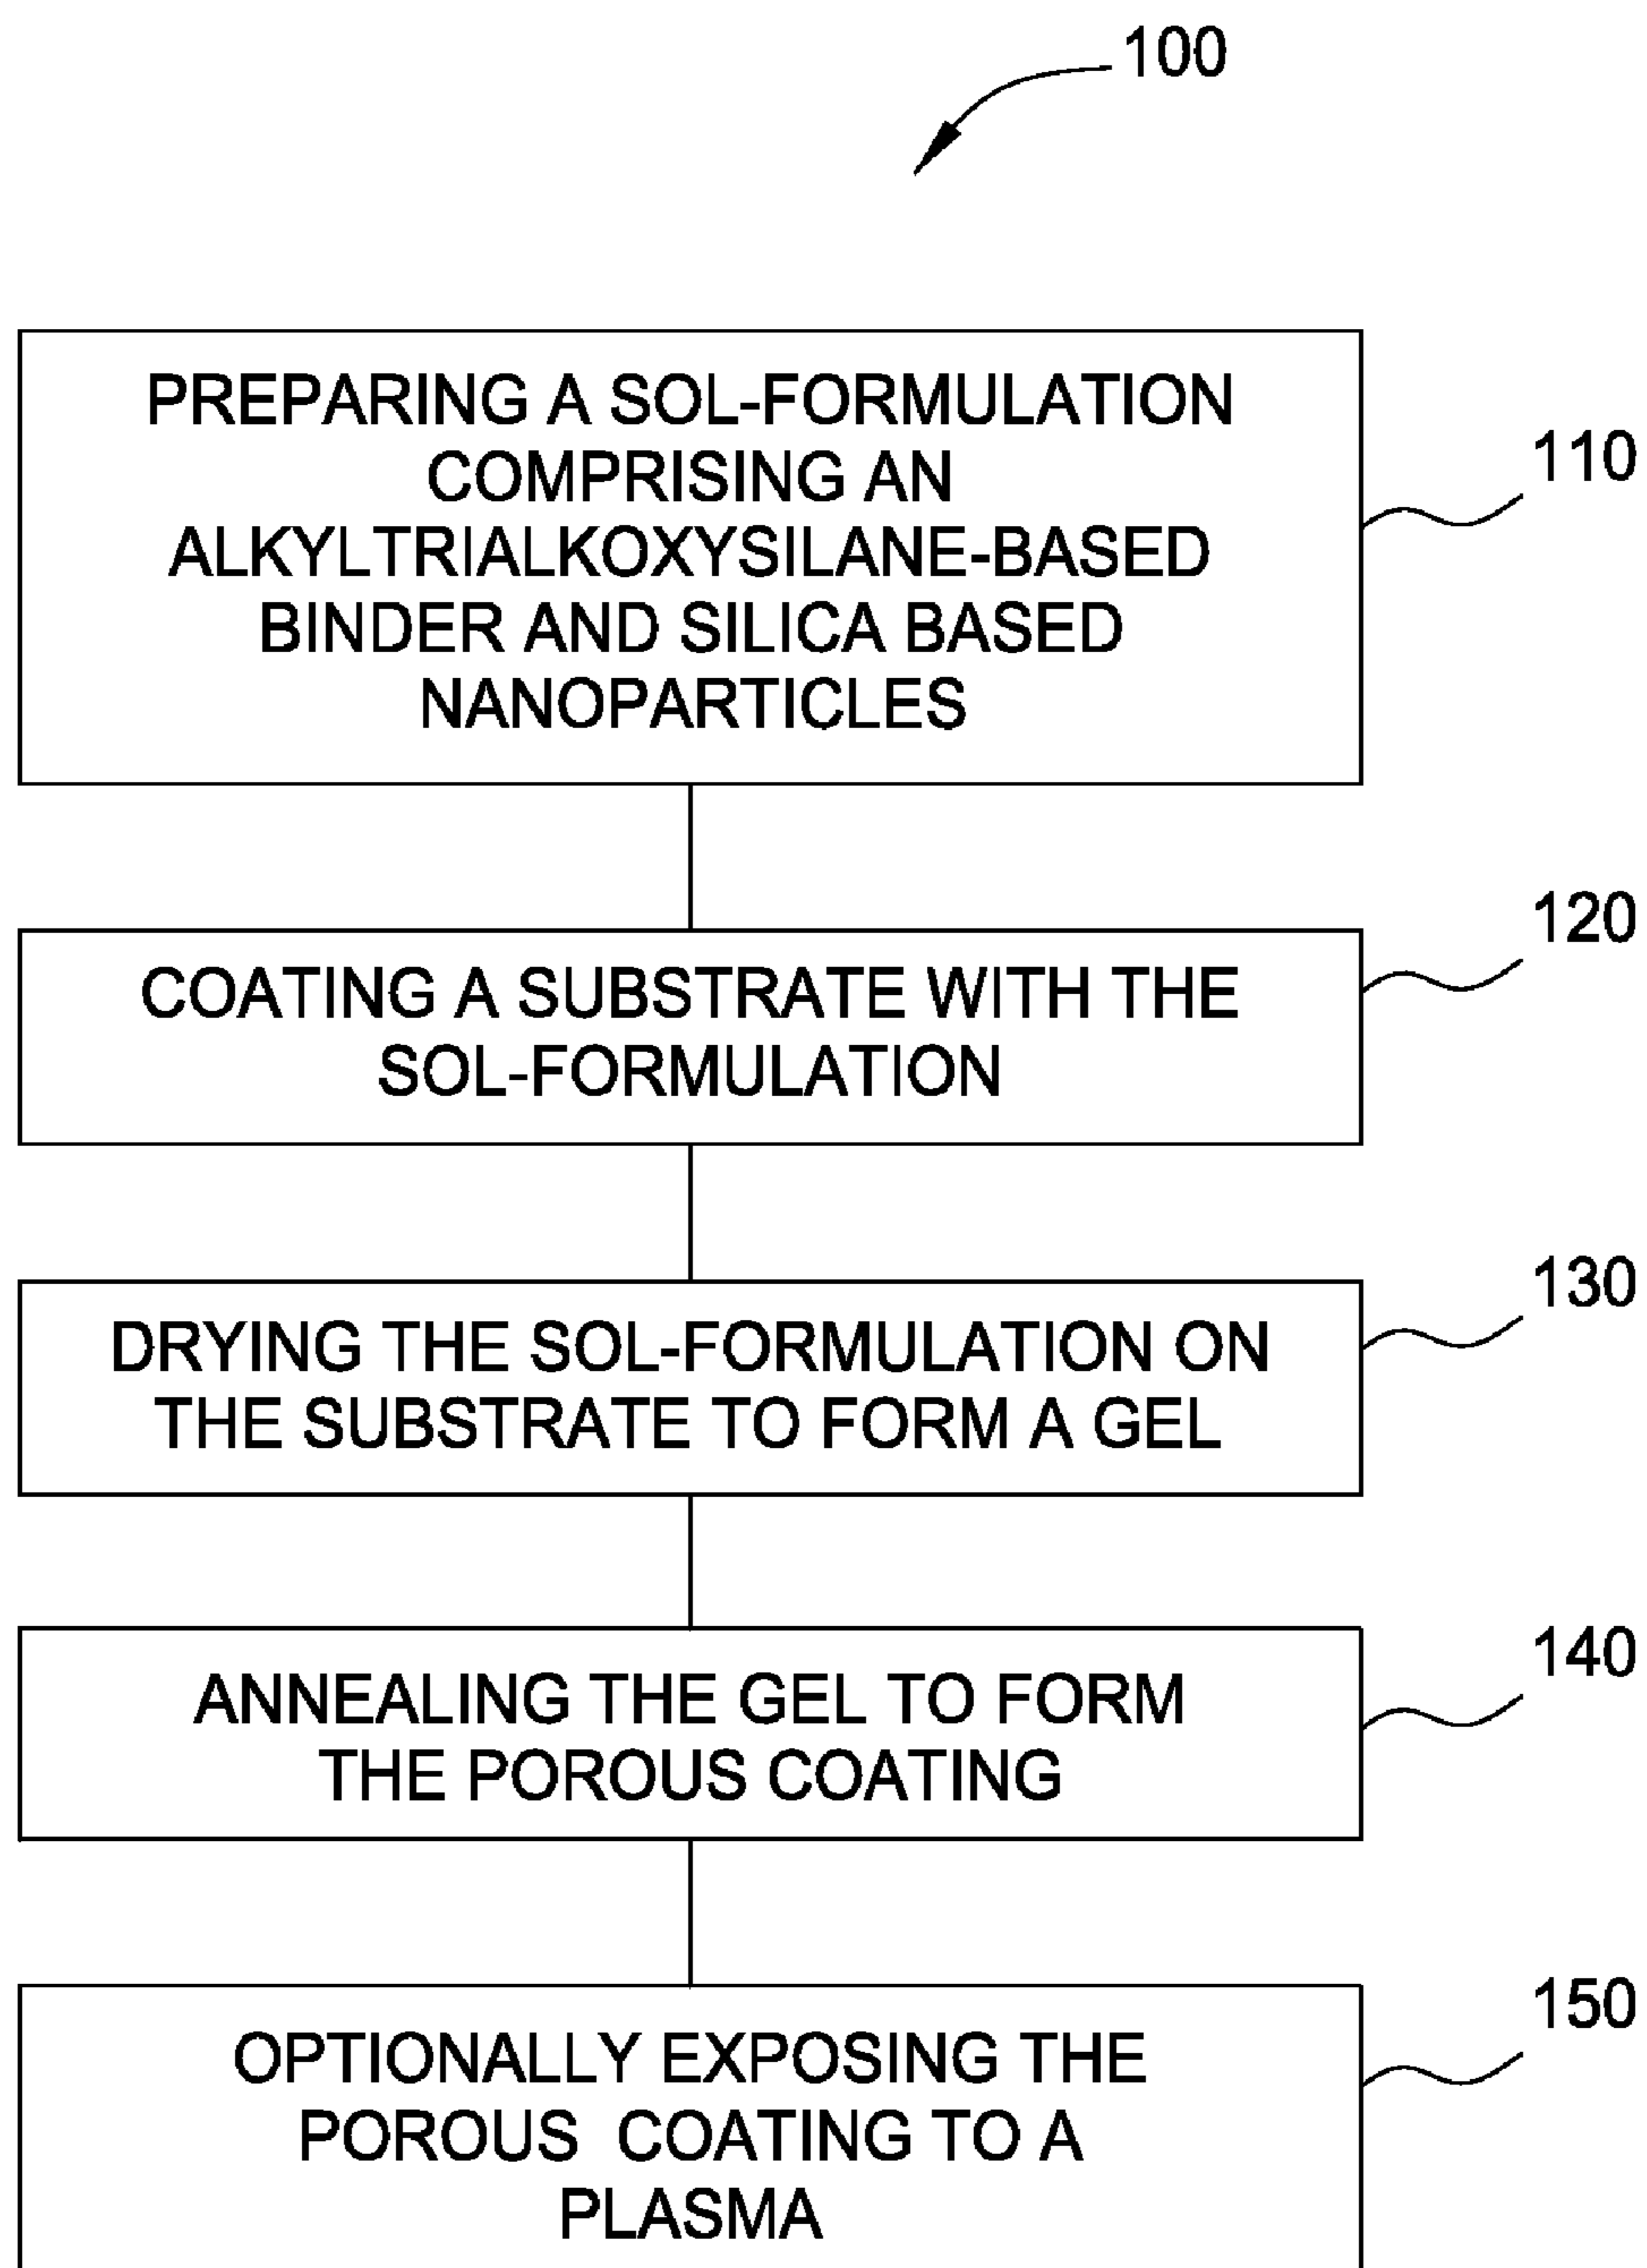 100
PREPARING A SOL-FORMULATION
COMPRISING AN
ALKYLTRIALKOXYSILANE-BASED
BINDER AND SILICA BASED
NANOPARTICLES
110
COATING A SUBSTRATE WITH THE
SOL-FORMULATION
120
DRYING THE SOL-FORMULATION ON
THE SUBSTRATE TO FORM A GEL
130
ANNEALING THE GEL TO FORM
THE POROUS COATING
140
OPTIONALLY EXPOSING THE
POROUS COATING TO A
PLASMA
150